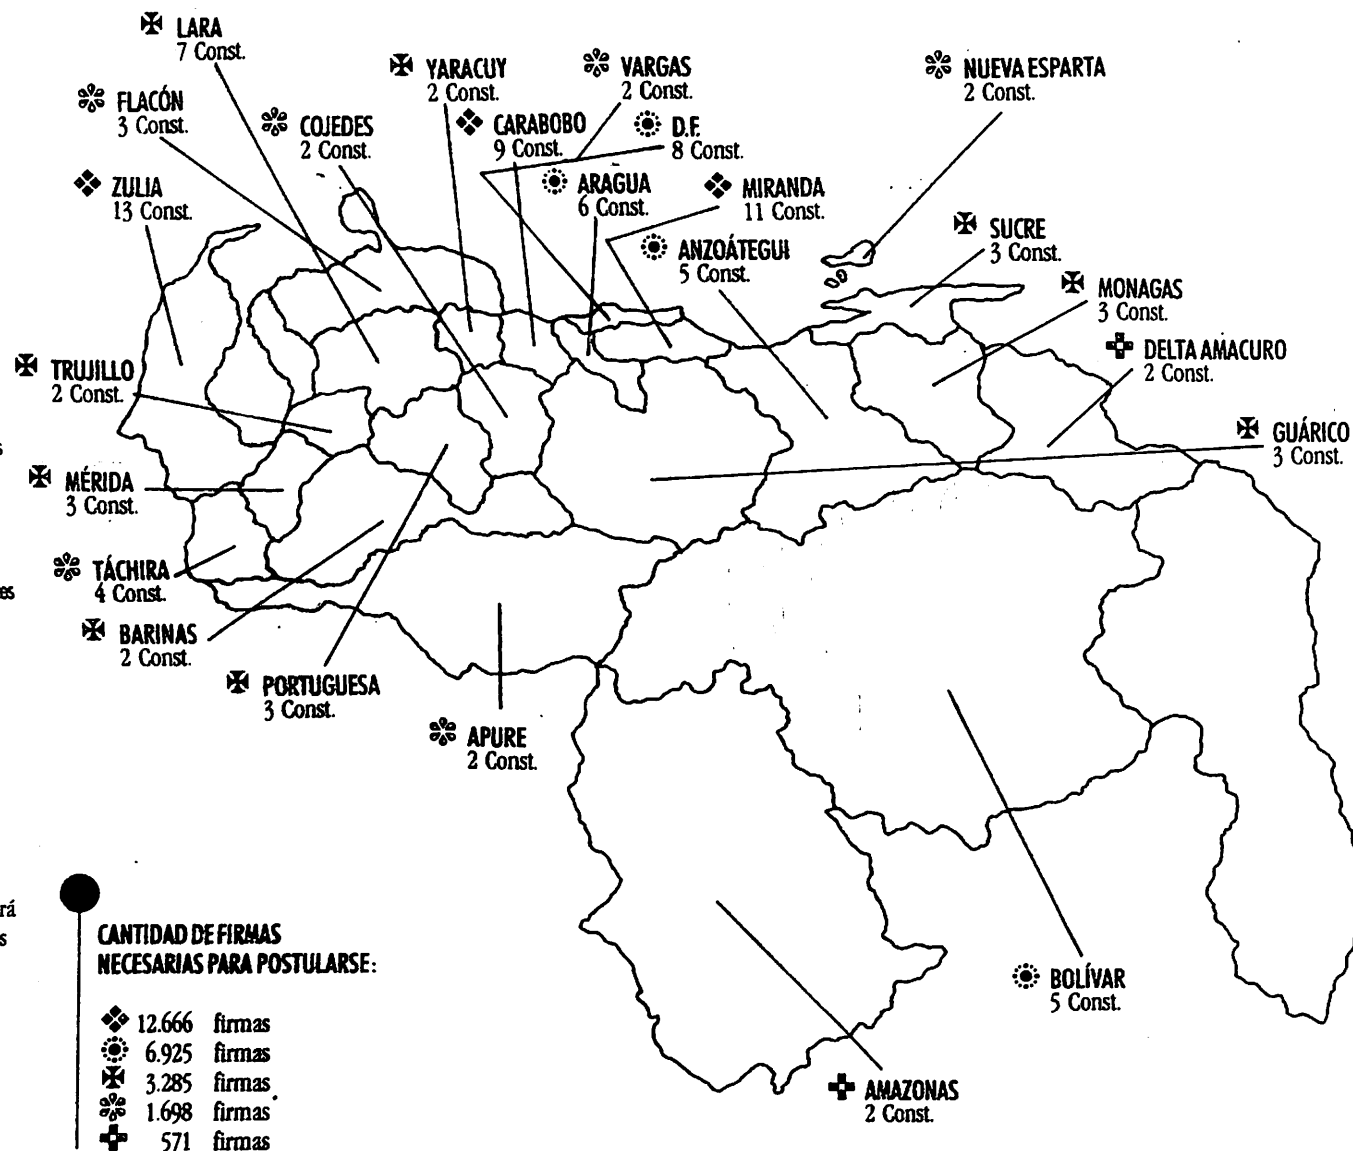 LARA
7 Const.
YARACUY
2 Const.
VARGAS
2 Const.
NUEVA ESPARTA
2 Const.
FLACÓN
3 Const.
COJEDES
2 Const.
CARABOBO
9 Const.
D.F.
8 Const.
ZULIA
13 Const.
ARAGUA
6 Const.
MIRANDA
11 Const.
ANZOÁTEGUI
5 Const.
SUCRE
3 Const.
MONAGAS
3 Const.
DELTA AMACURO
2 Const.
TRUJILLO
2 Const.
GUÁRICO
3 Const.
MÉRIDA
3 Const.
TÁCHIRA
4 Const.
BARINAS
2 Const.
PORTUGUESA
3 Const.
APURE
2 Const.
BOLÍVAR
5 Const.
AMAZONAS
2 Const.
s
es
rá
s
CANTIDAD DE FIRMAS
NECESARIAS PARA POSTULARSE:
12.666 firmas
6.925 firmas
3.285 firmas
1.698 firmas
571 firmas